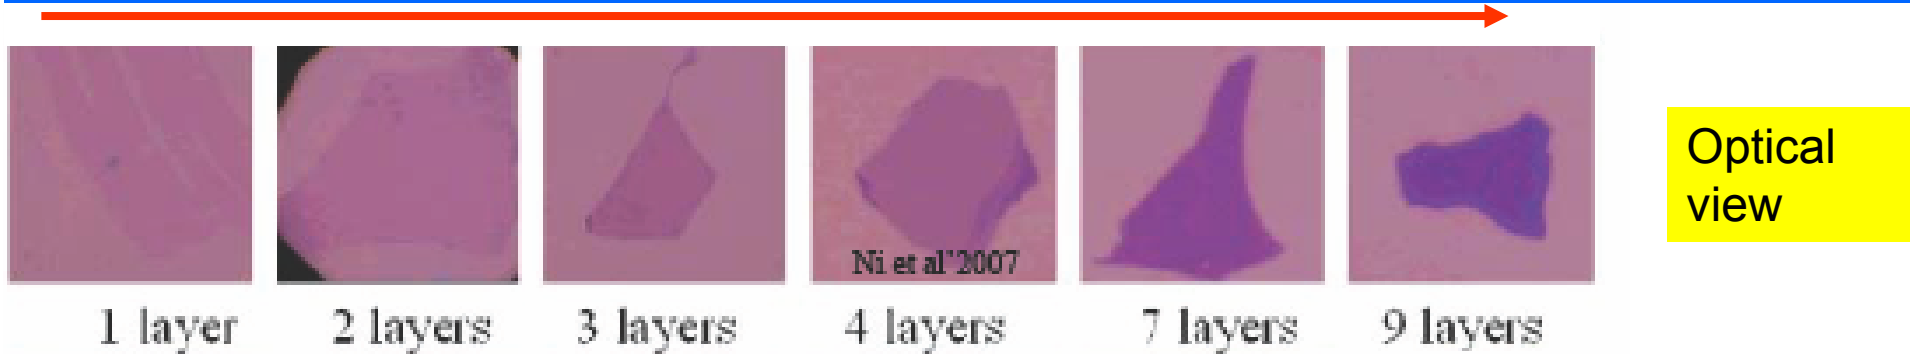 Ni et al'2007
1 layer
2 layers
3 layers
4 layers
7 layers
9 layers
Optical
view